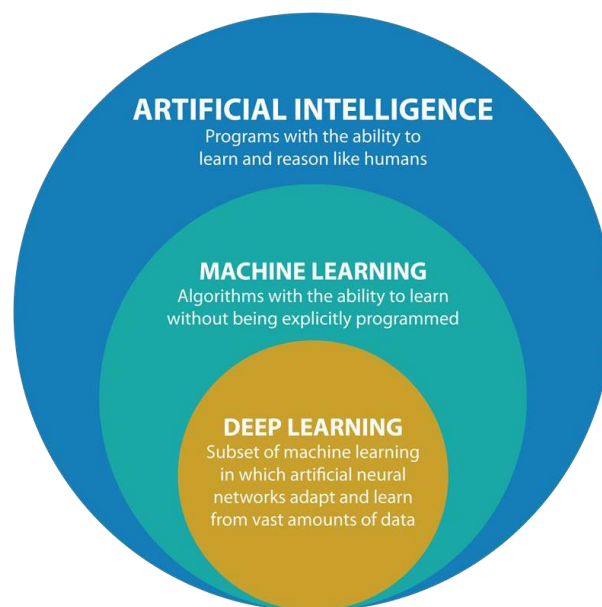 ARTIFICIAL INTELLIGENCE
Programs with the ability to
learn and reason like humans
MACHINE LEARNING
Algorithms with the ability to learn
without being explicitly programmed
DEEP LEARNING
Subset of machine learning
in which artificial neural
networks adapt and learn
from vast amounts of data